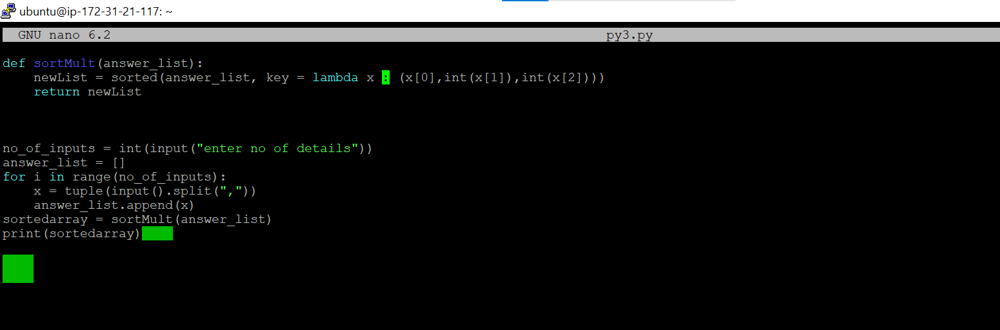 ubuntu@ip-172-31-21-117: ~
GNU nano 6.2 py3.py
def sortMult(answer_list):
    newList = sorted(answer_list, key = lambda x : (x[0],int(x[1]),int(x[2])))
    return newList
no_of_inputs = int(input("enter no of details"))
answer_list = []
for i in range(no_of_inputs):
    x = tuple(input().split(","))
    answer_list.append(x)
sortedarray = sortMult(answer_list)
print(sortedarray)